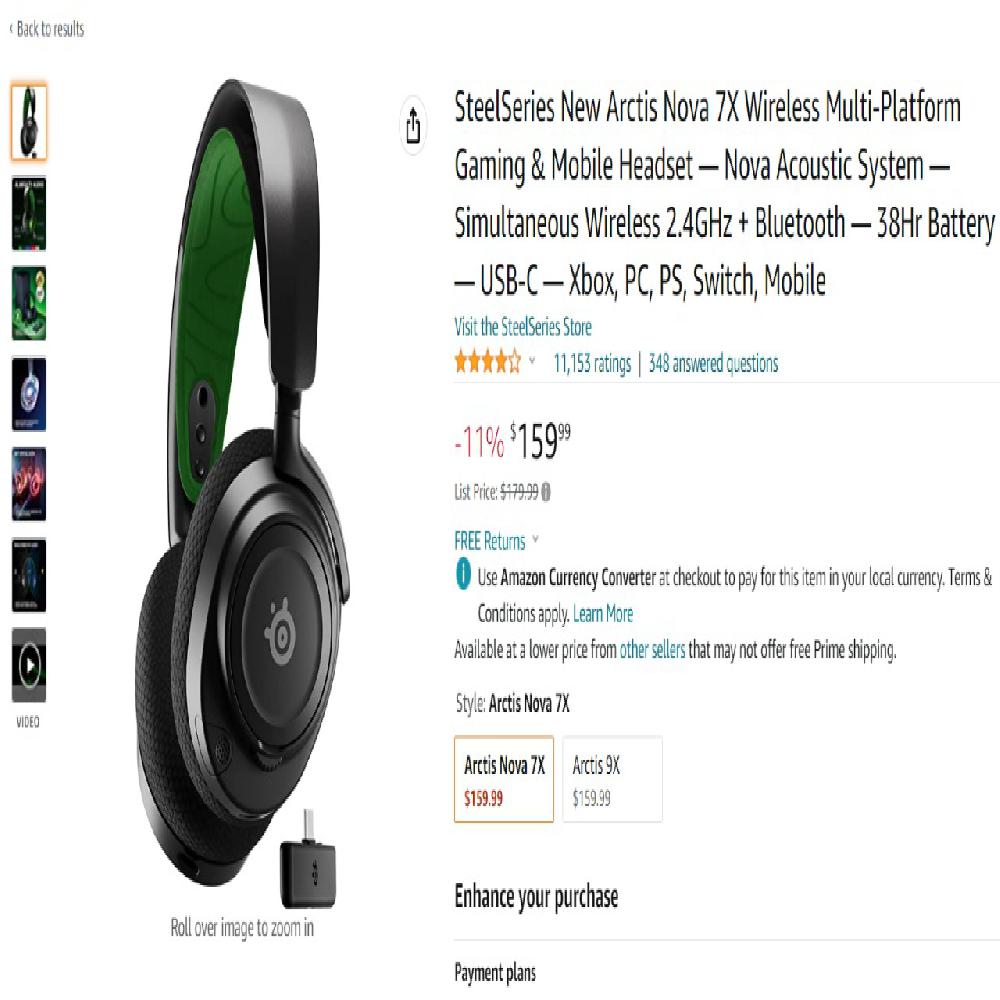 ‹ Back to results
SteelSeries New Arctis Nova 7X Wireless Multi-Platform
Gaming & Mobile Headset — Nova Acoustic System —
Simultaneous Wireless 2.4GHz + Bluetooth — 38Hr Battery
— USB-C — Xbox, PC, PS, Switch, Mobile
Visit the SteelSeries Store
11,153 ratings | 348 answered questions
-11% $159 99
List Price: $179.99
FREE Returns
Use Amazon Currency Converter at checkout to pay for this item in your local currency. Terms &
Conditions apply. Learn More
Available at a lower price from other sellers that may not offer free Prime shipping.
Style: Arctis Nova 7X
Arctis Nova 7X Arctis 9X
$159.99 $159.99
VIDEO
Roll over image to zoom in
Enhance your purchase
Payment plans